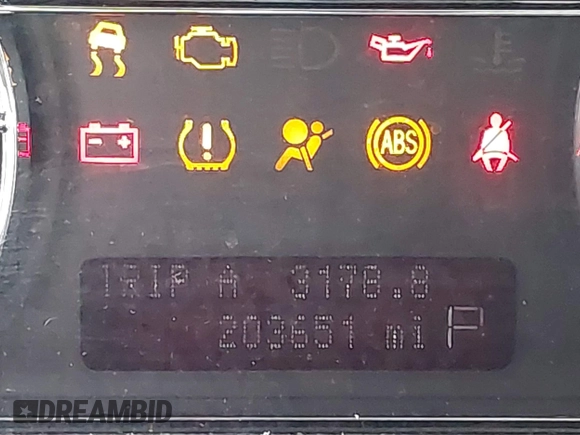 ABS
TRIP A 3178.8
203651 mi P
DREAMBID